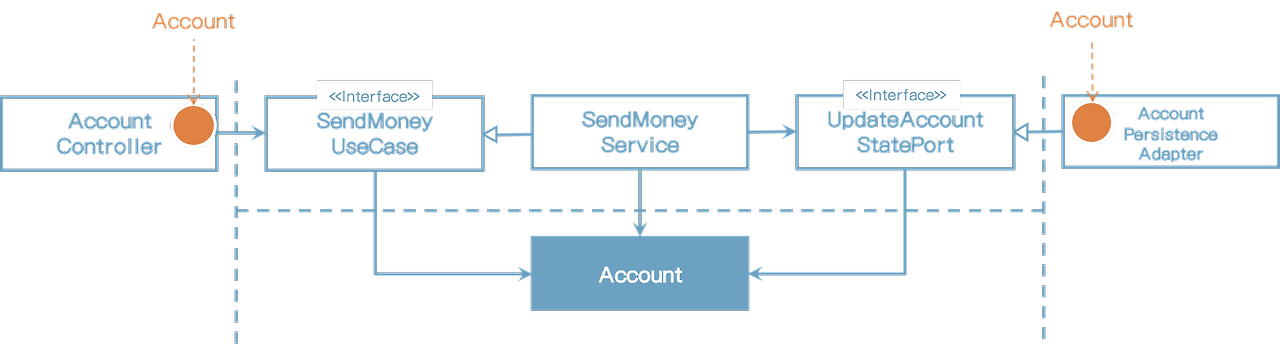 Account
Account
Account
Controller
<<Interface>>
SendMoney
UseCase
SendMoney
Service
<<Interface>>
UpdateAccount
StatePort
Account
Persistence
Adapter
Account